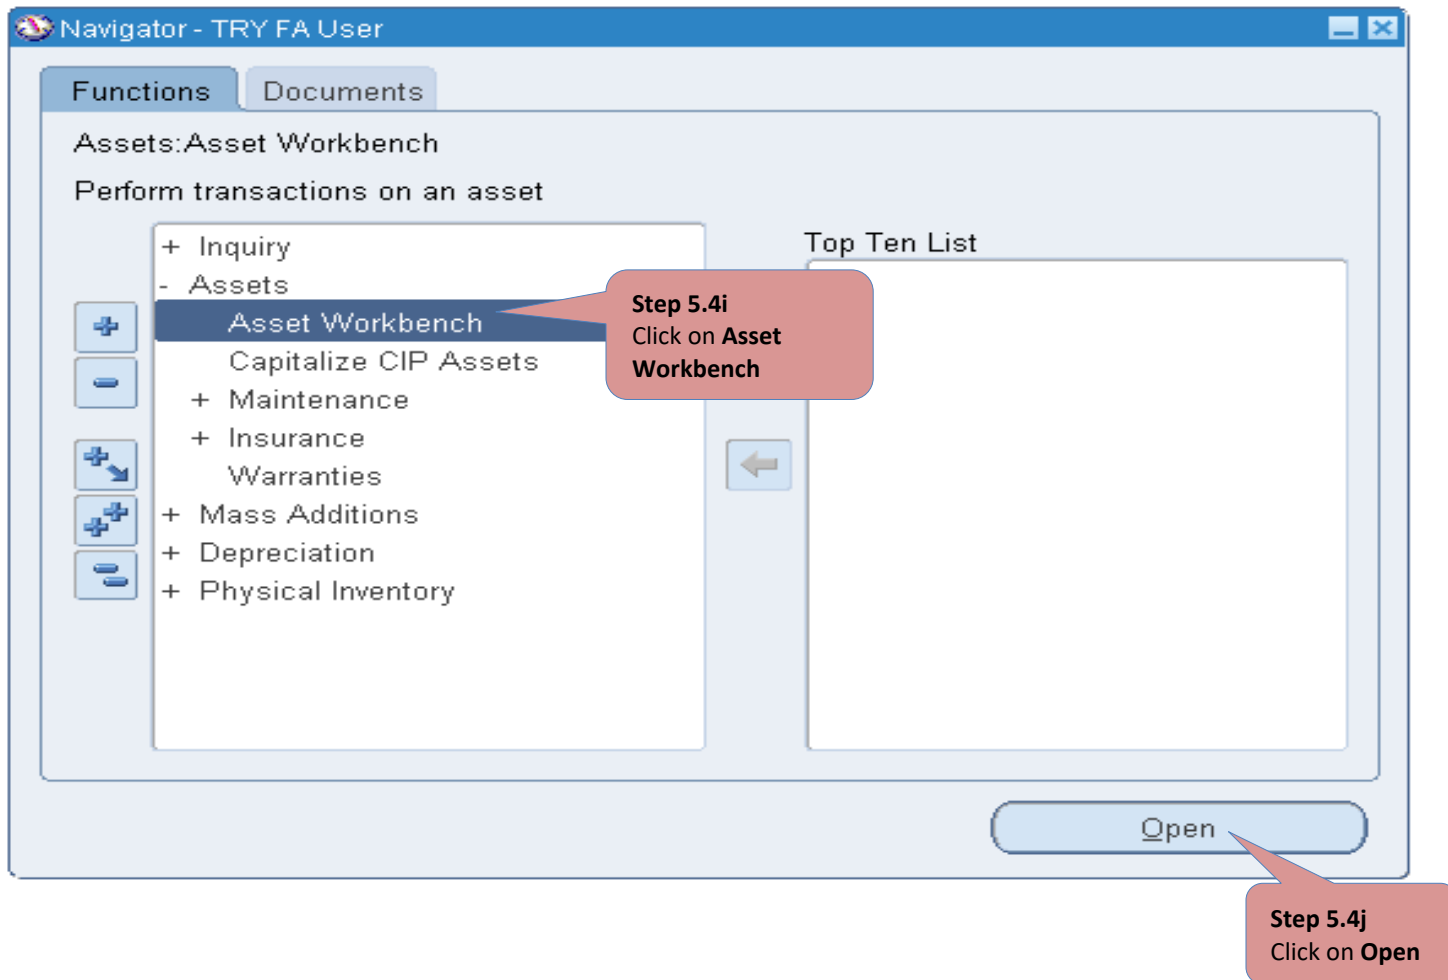 Navigator - TRY FA User
Functions
Documents
Assets:Asset Workbench
Perform transactions on an asset
+ Inquiry
- Assets
Asset Workbench
Capitalize CIP Assets
+ Maintenance
+ Insurance
Warranties
+ Mass Additions
+ Depreciation
+ Physical Inventory
Top Ten List
Step 5.4i
Click on Asset
Workbench
Open
Step 5.4j
Click on Open